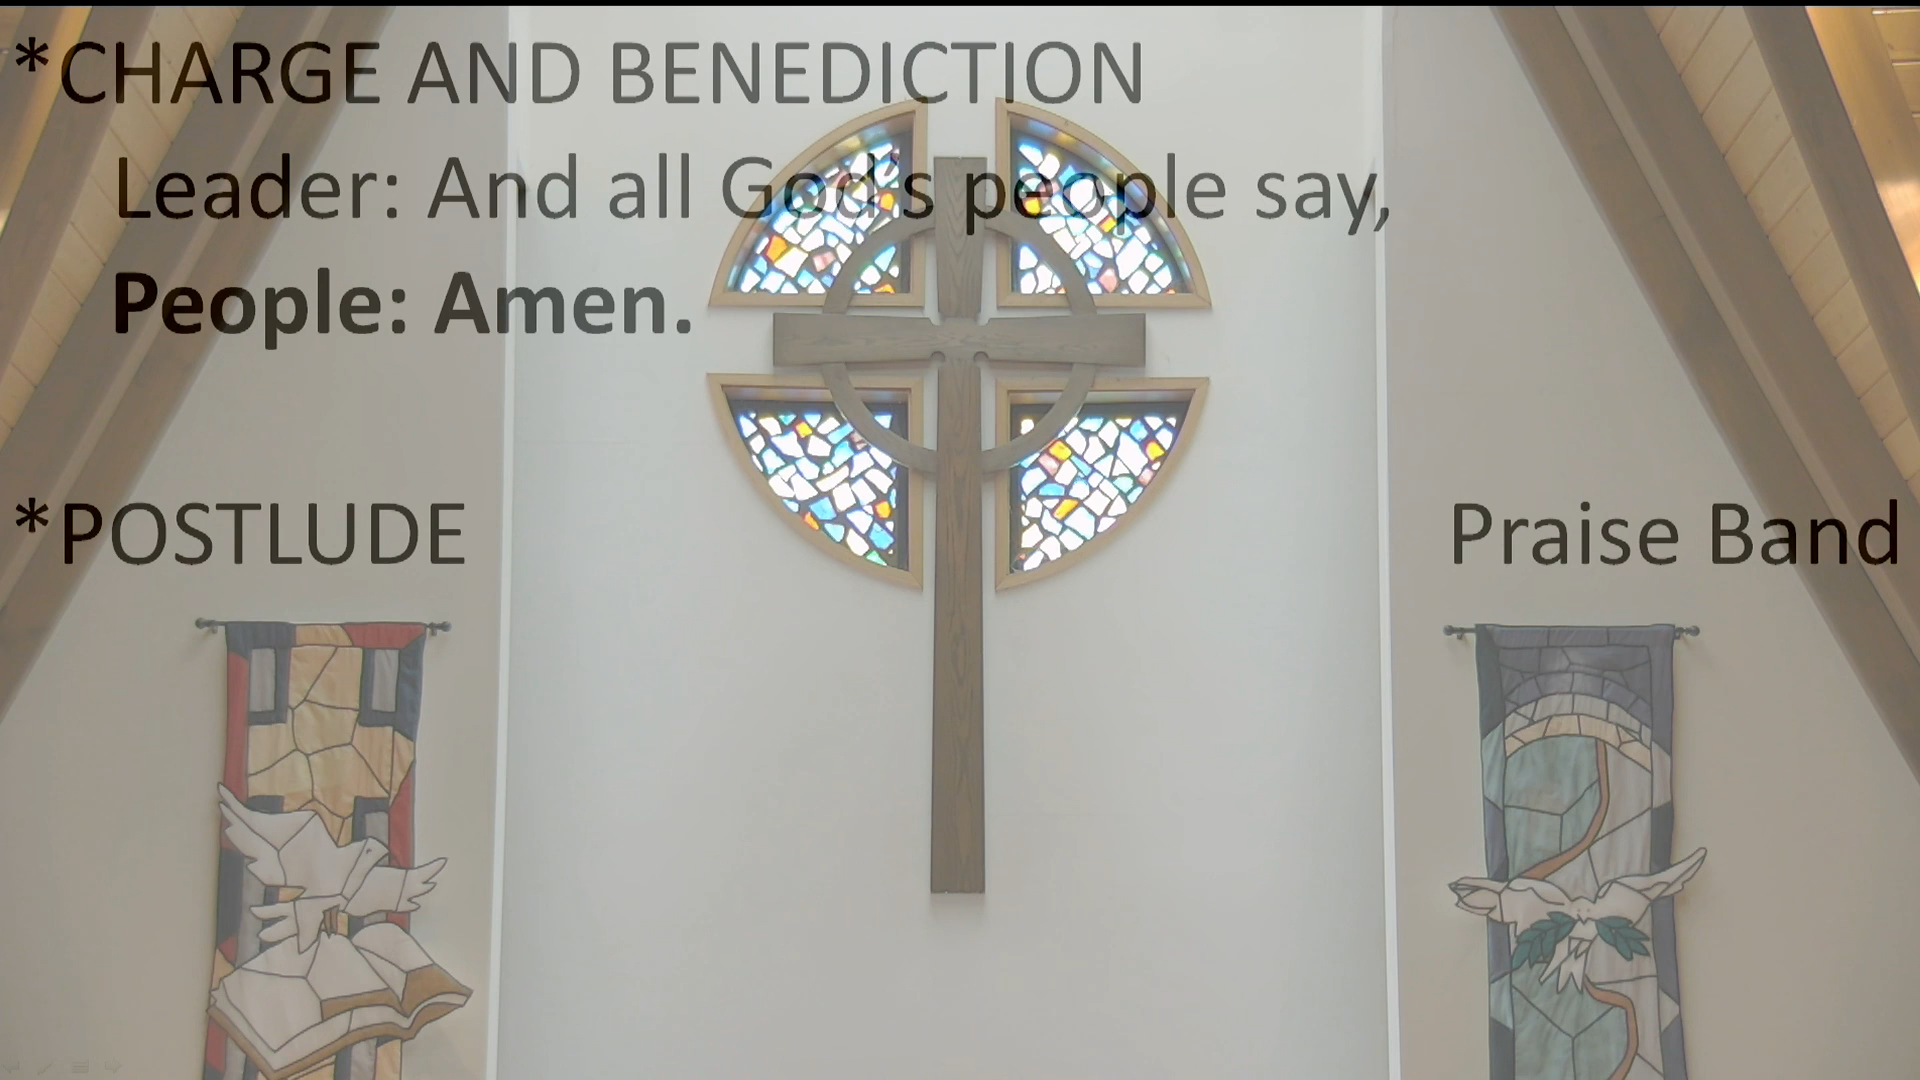 *CHARGE AND BENEDICTION
Leader: And all God's people say,
People: Amen.
*POSTLUDE Praise Band